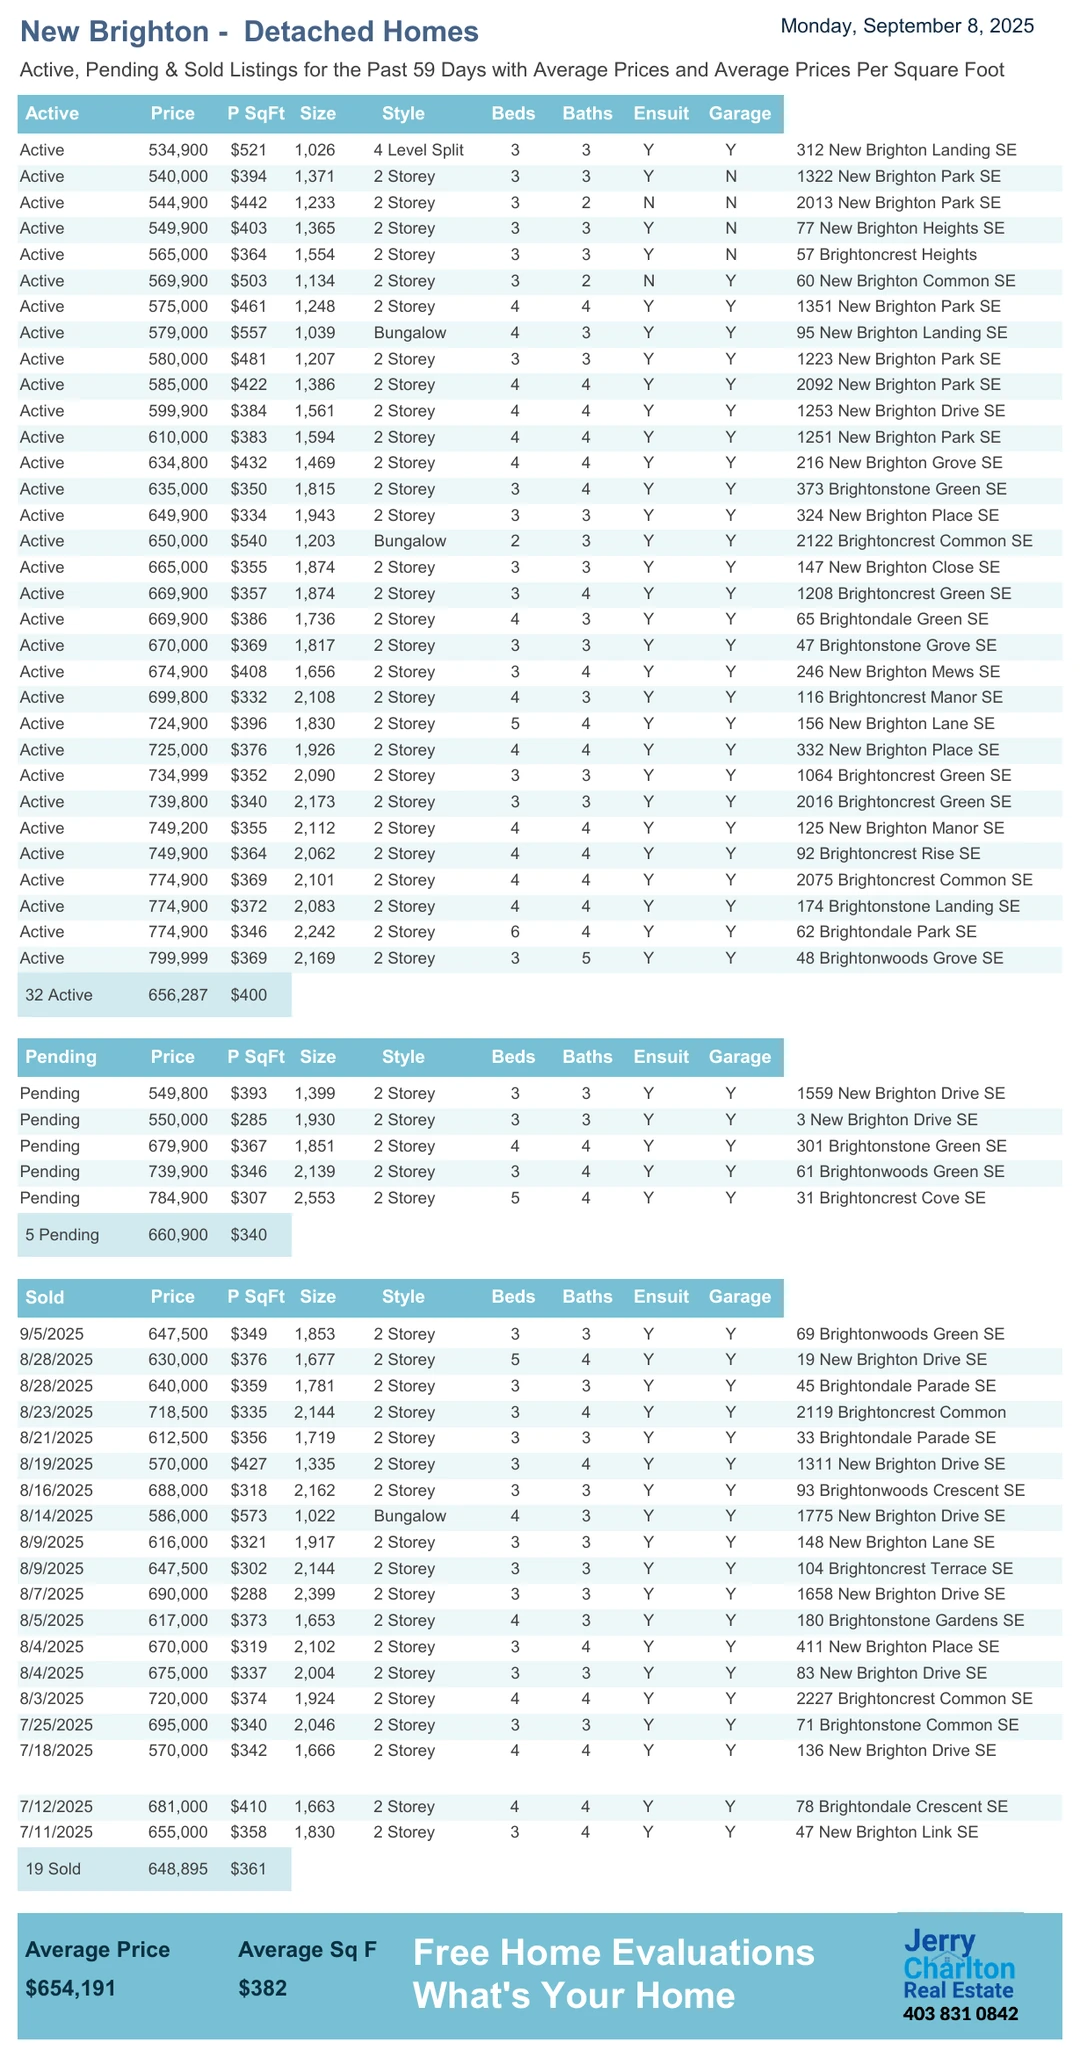 New Brighton -  Detached Homes
Monday, September 8, 2025
Active, Pending & Sold Listings for the Past 59 Days with Average Prices and Average Prices Per Square Foot
Active Price P SqFt Size Style Beds Baths Ensuit Garage
Active 534,900 $521 1,026 4 Level Split 3 3 Y Y 312 New Brighton Landing SE
Active 540,000 $394 1,371 2 Storey 3 3 Y N 1322 New Brighton Park SE
Active 544,900 $442 1,233 2 Storey 3 2 N N 2013 New Brighton Park SE
Active 549,900 $403 1,365 2 Storey 3 3 Y N 77 New Brighton Heights SE
Active 565,000 $364 1,554 2 Storey 3 3 Y N 57 Brightoncrest Heights
Active 569,900 $503 1,134 2 Storey 3 2 N Y 60 New Brighton Common SE
Active 575,000 $461 1,248 2 Storey 4 4 Y Y 1351 New Brighton Park SE
Active 579,000 $557 1,039 Bungalow 4 3 Y Y 95 New Brighton Landing SE
Active 580,000 $481 1,207 2 Storey 3 3 Y Y 1223 New Brighton Park SE
Active 585,000 $422 1,386 2 Storey 4 4 Y Y 2092 New Brighton Park SE
Active 599,900 $384 1,561 2 Storey 4 4 Y Y 1253 New Brighton Drive SE
Active 610,000 $383 1,594 2 Storey 4 4 Y Y 1251 New Brighton Park SE
Active 634,800 $432 1,469 2 Storey 4 4 Y Y 216 New Brighton Grove SE
Active 635,000 $350 1,815 2 Storey 3 4 Y Y 373 Brightonstone Green SE
Active 649,900 $334 1,943 2 Storey 3 3 Y Y 324 New Brighton Place SE
Active 650,000 $540 1,203 Bungalow 2 3 Y Y 2122 Brightoncrest Common SE
Active 665,000 $355 1,874 2 Storey 3 3 Y Y 147 New Brighton Close SE
Active 669,900 $357 1,874 2 Storey 3 4 Y Y 1208 Brightoncrest Green SE
Active 669,900 $386 1,736 2 Storey 4 3 Y Y 65 Brightondale Green SE
Active 670,000 $369 1,817 2 Storey 3 3 Y Y 47 Brightonstone Grove SE
Active 674,900 $408 1,656 2 Storey 3 4 Y Y 246 New Brighton Mews SE
Active 699,800 $332 2,108 2 Storey 4 3 Y Y 116 Brightoncrest Manor SE
Active 724,900 $396 1,830 2 Storey 5 4 Y Y 156 New Brighton Lane SE
Active 725,000 $376 1,926 2 Storey 4 4 Y Y 332 New Brighton Place SE
Active 734,999 $352 2,090 2 Storey 3 3 Y Y 1064 Brightoncrest Green SE
Active 739,800 $340 2,173 2 Storey 3 3 Y Y 2016 Brightoncrest Green SE
Active 749,200 $355 2,112 2 Storey 4 4 Y Y 125 New Brighton Manor SE
Active 749,900 $364 2,062 2 Storey 4 4 Y Y 92 Brightoncrest Rise SE
Active 774,900 $369 2,101 2 Storey 4 4 Y Y 2075 Brightoncrest Common SE
Active 774,900 $372 2,083 2 Storey 4 4 Y Y 174 Brightonstone Landing SE
Active 774,900 $346 2,242 2 Storey 6 4 Y Y 62 Brightondale Park SE
Active 799,999 $369 2,169 2 Storey 3 5 Y Y 48 Brightonwoods Grove SE
32 Active 656,287 $400
Pending Price P SqFt Size Style Beds Baths Ensuit Garage
Pending 549,800 $393 1,399 2 Storey 3 3 Y Y 1559 New Brighton Drive SE
Pending 550,000 $285 1,930 2 Storey 3 3 Y Y 3 New Brighton Drive SE
Pending 679,900 $367 1,851 2 Storey 4 4 Y Y 301 Brightonstone Green SE
Pending 739,900 $346 2,139 2 Storey 3 4 Y Y 61 Brightonwoods Green SE
Pending 784,900 $307 2,553 2 Storey 5 4 Y Y 31 Brightoncrest Cove SE
5 Pending 660,900 $340
Sold Price P SqFt Size Style Beds Baths Ensuit Garage
9/5/2025 647,500 $349 1,853 2 Storey 3 3 Y Y 69 Brightonwoods Green SE
8/28/2025 630,000 $376 1,677 2 Storey 5 4 Y Y 19 New Brighton Drive SE
8/28/2025 640,000 $359 1,781 2 Storey 3 3 Y Y 45 Brightondale Parade SE
8/23/2025 718,500 $335 2,144 2 Storey 3 4 Y Y 2119 Brightoncrest Common
8/21/2025 612,500 $356 1,719 2 Storey 3 3 Y Y 33 Brightondale Parade SE
8/19/2025 570,000 $427 1,335 2 Storey 3 4 Y Y 1311 New Brighton Drive SE
8/16/2025 688,000 $318 2,162 2 Storey 3 3 Y Y 93 Brightonwoods Crescent SE
8/14/2025 586,000 $573 1,022 Bungalow 4 3 Y Y 1775 New Brighton Drive SE
8/9/2025 616,000 $321 1,917 2 Storey 3 3 Y Y 148 New Brighton Lane SE
8/9/2025 647,500 $302 2,144 2 Storey 3 3 Y Y 104 Brightoncrest Terrace SE
8/7/2025 690,000 $288 2,399 2 Storey 3 3 Y Y 1658 New Brighton Drive SE
8/5/2025 617,000 $373 1,653 2 Storey 4 3 Y Y 180 Brightonstone Gardens SE
8/4/2025 670,000 $319 2,102 2 Storey 3 4 Y Y 411 New Brighton Place SE
8/4/2025 675,000 $337 2,004 2 Storey 3 3 Y Y 83 New Brighton Drive SE
8/3/2025 720,000 $374 1,924 2 Storey 4 4 Y Y 2227 Brightoncrest Common SE
7/25/2025 695,000 $340 2,046 2 Storey 3 3 Y Y 71 Brightonstone Common SE
7/18/2025 570,000 $342 1,666 2 Storey 4 4 Y Y 136 New Brighton Drive SE
7/12/2025 681,000 $410 1,663 2 Storey 4 4 Y Y 78 Brightondale Crescent SE
7/11/2025 655,000 $358 1,830 2 Storey 3 4 Y Y 47 New Brighton Link SE
19 Sold 648,895 $361
Average Price Average Sq F
$654,191 $382
Free Home Evaluations
What's Your Home
Jerry
Charlton
Real Estate
403 831 0842